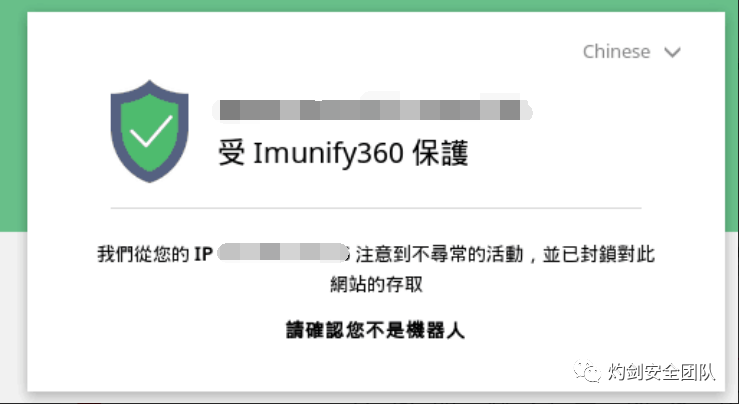 Chinese
受 Imunify360 保護
我們從您的 IP 注意到不尋常的活動，並已封鎖對此
網站的存取
請確認您不是機器人
灼剑安全团队